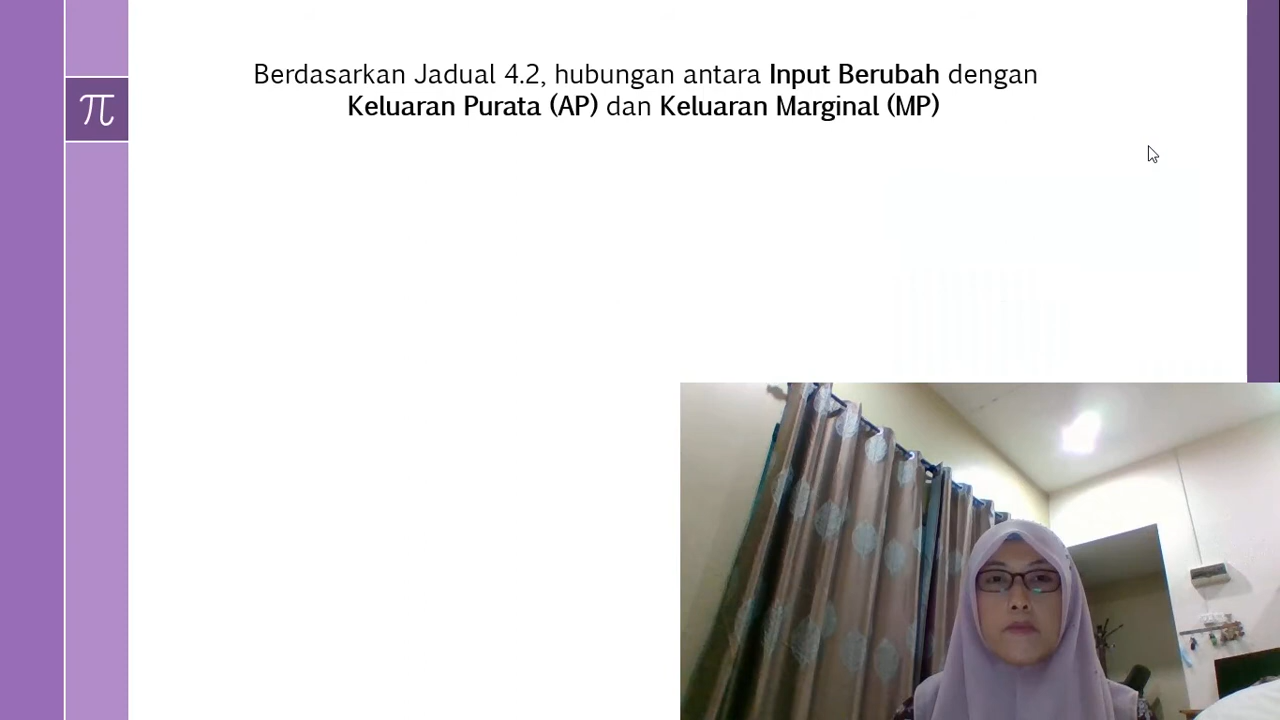 π
Berdasarkan Jadual 4.2, hubungan antara Input Berubah dengan
Keluaran Purata (AP) dan Keluaran Marginal (MP)